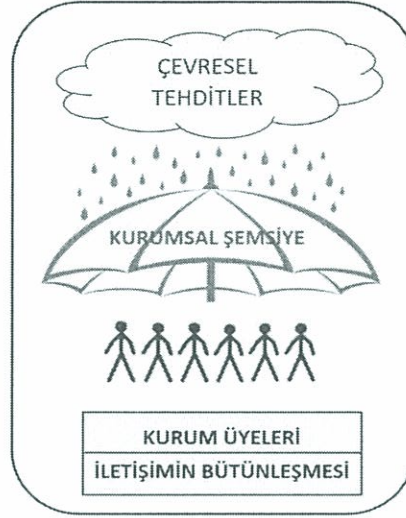 ÇEVRESEL
TEHDİTLER
KURUMSAL ŞEMSİYE
KURUM ÜYELERİ
İLETİŞİMİN BÜTÜNLEŞMESİ